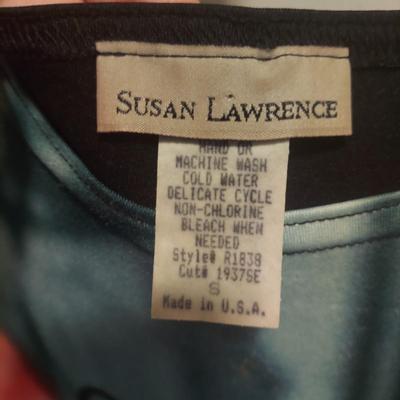 SUSAN LAWRENCE
HAND OR
MACHINE WASH
COLD WATER
DELICATE CYCLE
NON-CHLORINE
BLEACH WHEN
NEEDED
Style# R1838
Cut# 1937SE
S
Made in U.S.A.